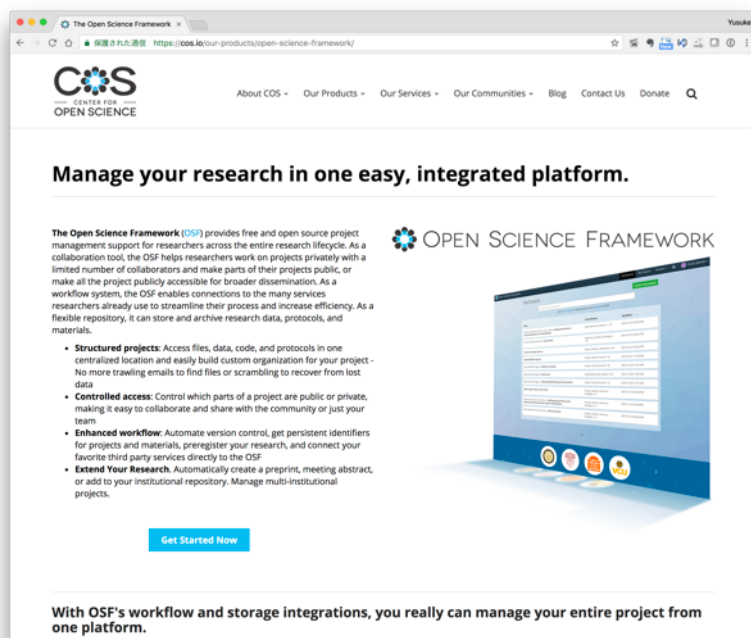 The Open Science Framework
Yusuke
保護された通信 https://cos.io/our-products/open-science-framework/
COS
CENTER FOR
OPEN SCIENCE
About COS
Our Products
Our Services
Our Communities
Blog
Contact Us
Donate
Manage your research in one easy, integrated platform.
The Open Science Framework (OSF) provides free and open source project
management support for researchers across the entire research lifecycle. As a
collaboration tool, the OSF helps researchers work on projects privately with a
limited number of collaborators and make parts of their projects public, or
make all the project publicly accessible for broader dissemination. As a
workflow system, the OSF enables connections to the many services
researchers already use to streamline their process and increase efficiency. As a
flexible repository, it can store and archive research data, protocols, and
materials.
• Structured projects: Access files, data, code, and protocols in one
centralized location and easily build custom organization for your project -
No more trawling emails to find files or scrambling to recover from lost
data
• Controlled access: Control which parts of a project are public or private,
making it easy to collaborate and share with the community or just your
team
• Enhanced workflow: Automate version control, get persistent identifiers
for projects and materials, preregister your research, and connect your
favorite third party services directly to the OSF
• Extend Your Research. Automatically create a preprint, meeting abstract,
or add to your institutional repository. Manage multi-institutional
projects.
Get Started Now
OPEN SCIENCE FRAMEWORK
Dashboard
VCU
With OSF's workflow and storage integrations, you really can manage your entire project from
one platform.